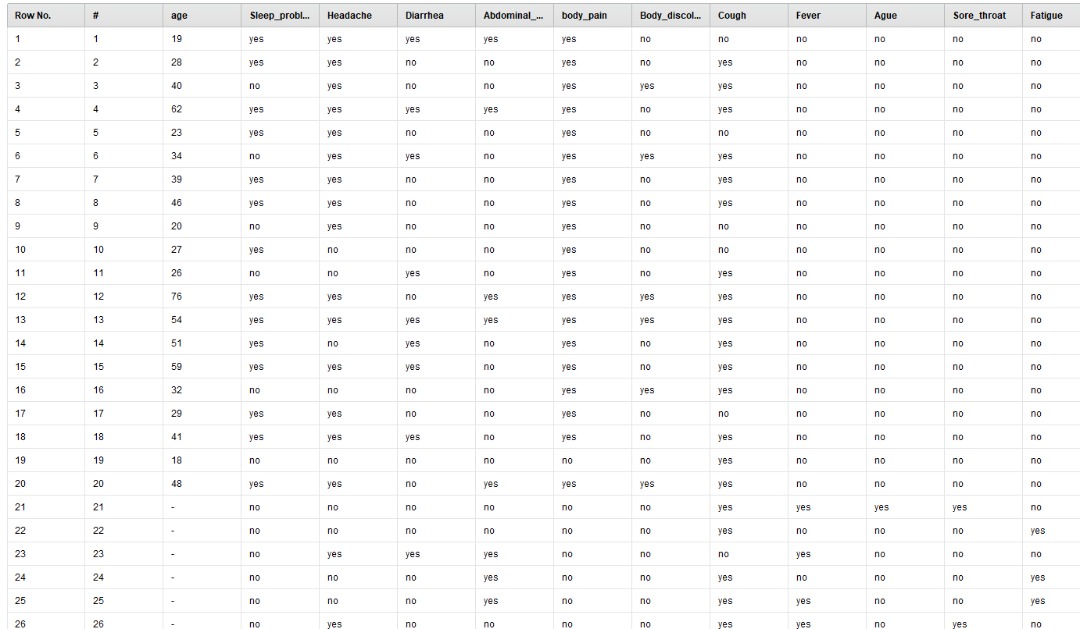 Row No. # age Sleep_probl... Headache Diarrhea Abdominal_... body_pain Body_discol... Cough Fever Ague Sore_throat Fatigue
1 1 19 yes yes yes yes yes no no no no no no
2 2 28 yes yes no no yes no yes no no no no
3 3 40 no yes no no yes yes yes no no no no
4 4 62 yes yes yes yes yes no yes no no no no
5 5 23 yes yes no no yes no no no no no no
6 6 34 no yes yes no yes yes yes no no no no
7 7 39 yes yes no no yes no yes no no no no
8 8 46 yes yes no no yes no yes no no no no
9 9 20 no yes no no yes no no no no no no
10 10 27 yes no no no yes no no no no no no
11 11 26 no no yes no yes no yes no no no no
12 12 76 yes yes no yes yes yes yes no no no no
13 13 54 yes yes yes yes yes yes yes no no no no
14 14 51 yes no yes no yes no yes no no no no
15 15 59 yes yes yes no yes no yes no no no no
16 16 32 no no no no yes yes yes no no no no
17 17 29 yes yes no no yes no no no no no no
18 18 41 yes yes yes no yes no yes no no no no
19 19 18 no no no no no no yes no no no no
20 20 48 yes yes no yes yes yes yes no no no no
21 21 - no no no no no no yes yes yes yes no
22 22 - no no no no no no yes no no no yes
23 23 - no yes yes yes no no no yes no no no
24 24 - no no no yes no no yes no no no yes
25 25 - no no no yes no no yes yes no no yes
26 26 - no yes no no no no yes yes no yes no